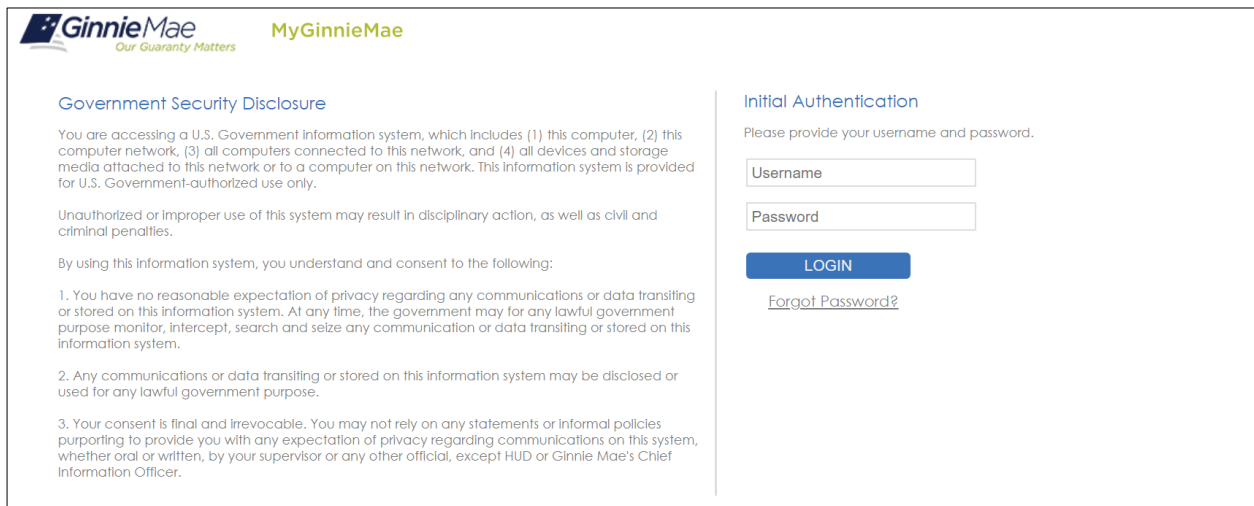 GinnieMae
Our Guaranty Matters
MyGinnieMae
Government Security Disclosure
You are accessing a U.S. Government information system, which includes (1) this computer, (2) this
computer network, (3) all computers connected to this network, and (4) all devices and storage
media attached to this network or to a computer on this network. This information system is provided
for U.S. Government-authorized use only.
Unauthorized or improper use of this system may result in disciplinary action, as well as civil and
criminal penalties.
By using this information system, you understand and consent to the following:
1. You have no reasonable expectation of privacy regarding any communications or data transiting
or stored on this information system. At any time, the government may for any lawful government
purpose monitor, intercept, search and seize any communication or data transiting or stored on this
information system.
2. Any communications or data transiting or stored on this information system may be disclosed or
used for any lawful government purpose.
3. Your consent is final and irrevocable. You may not rely on any statements or informal policies
purporting to provide you with any expectation of privacy regarding communications on this system,
whether oral or written, by your supervisor or any other official, except HUD or Ginnie Mae's Chief
Information Officer.
Initial Authentication
Please provide your username and password.
Username
Password
LOGIN
Forgot Password?